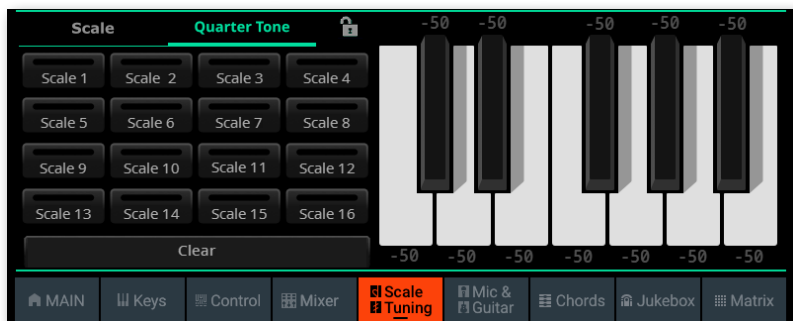 Scale
Quarter Tone
-50 -50 -50 -50 -50
Scale 1 Scale 2 Scale 3 Scale 4
Scale 5 Scale 6 Scale 7 Scale 8
Scale 9 Scale 10 Scale 11 Scale 12
Scale 13 Scale 14 Scale 15 Scale 16
Clear
-50 -50 -50 -50 -50 -50 -50
MAIN
Keys
Control
Mixer
Scale
Tuning
Mic &
Guitar
Chords
Jukebox
Matrix